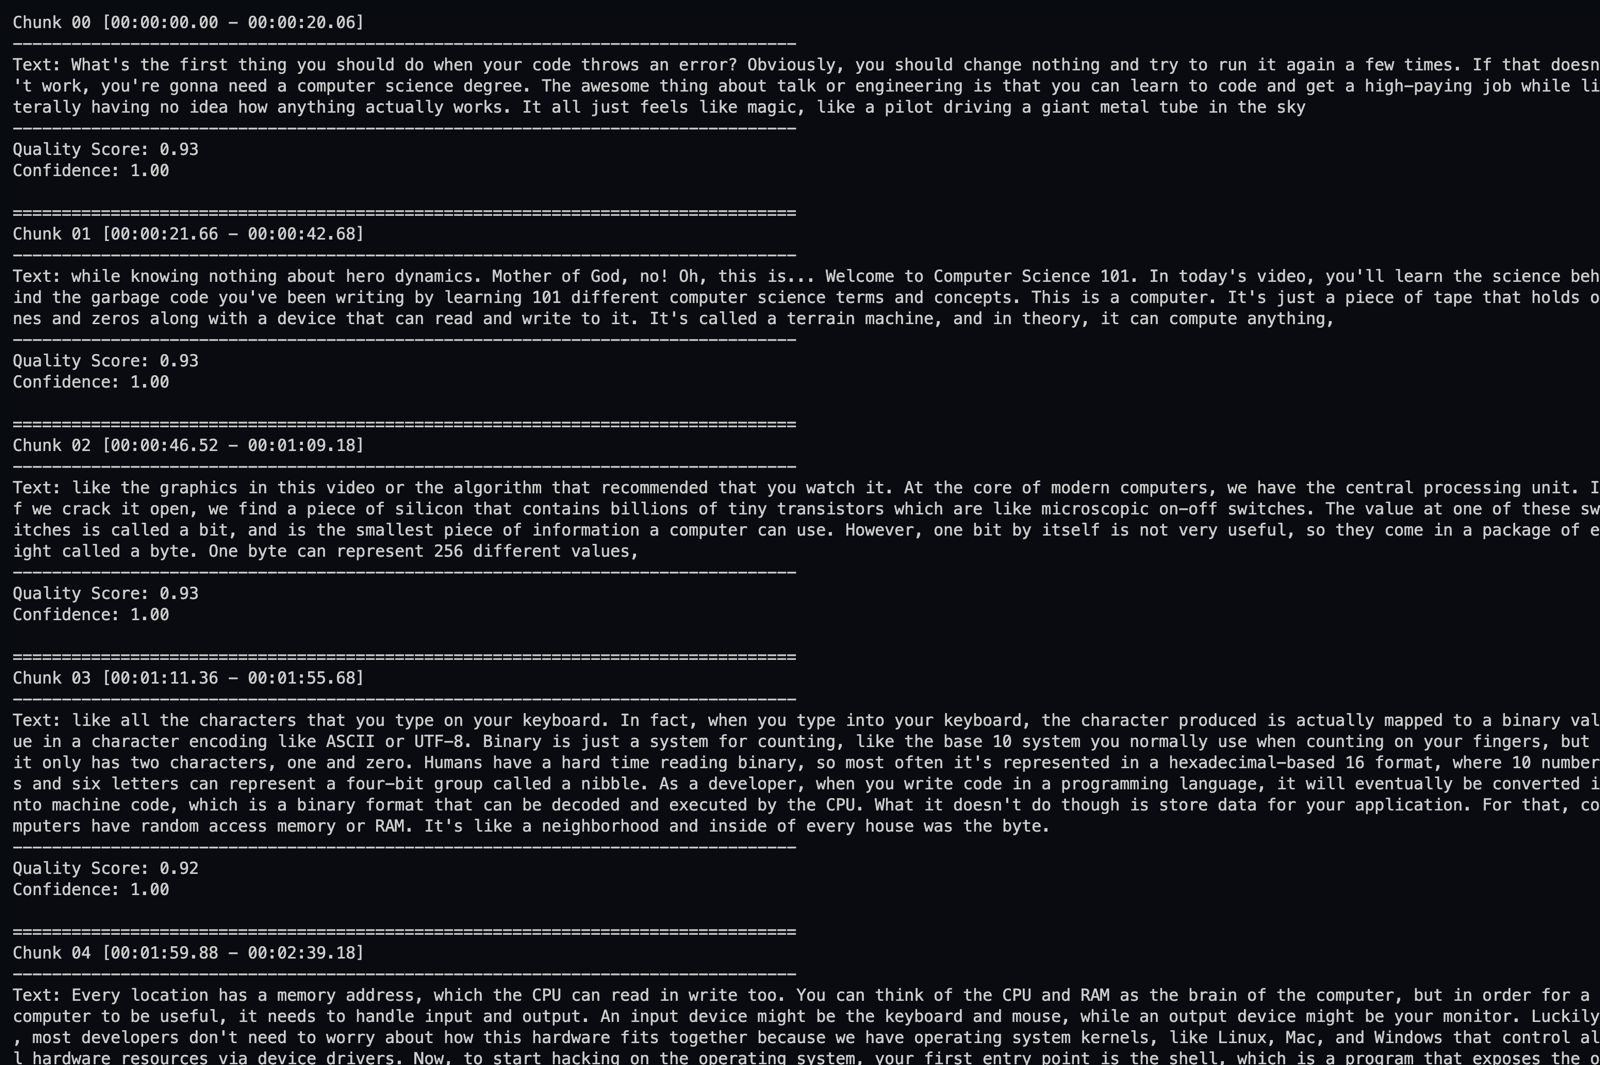 Chunk 00 [00:00:00.00 - 00:00:20.06]
--------------------------------------------------------------------------------
Text: What's the first thing you should do when your code throws an error? Obviously, you should change nothing and try to run it again a few times. If that doesn
't work, you're gonna need a computer science degree. The awesome thing about talk or engineering is that you can learn to code and get a high-paying job while li
terally having no idea how anything actually works. It all just feels like magic, like a pilot driving a giant metal tube in the sky
--------------------------------------------------------------------------------
Quality Score: 0.93
Confidence: 1.00
================================================================================
Chunk 01 [00:00:21.66 - 00:00:42.68]
--------------------------------------------------------------------------------
Text: while knowing nothing about hero dynamics. Mother of God, no! Oh, this is... Welcome to Computer Science 101. In today's video, you'll learn the science beh
ind the garbage code you've been writing by learning 101 different computer science terms and concepts. This is a computer. It's just a piece of tape that holds o
nes and zeros along with a device that can read and write to it. It's called a terrain machine, and in theory, it can compute anything,
--------------------------------------------------------------------------------
Quality Score: 0.93
Confidence: 1.00
================================================================================
Chunk 02 [00:00:46.52 - 00:01:09.18]
--------------------------------------------------------------------------------
Text: like the graphics in this video or the algorithm that recommended that you watch it. At the core of modern computers, we have the central processing unit. I
f we crack it open, we find a piece of silicon that contains billions of tiny transistors which are like microscopic on-off switches. The value at one of these sw
itches is called a bit, and is the smallest piece of information a computer can use. However, one bit by itself is not very useful, so they come in a package of e
ight called a byte. One byte can represent 256 different values,
--------------------------------------------------------------------------------
Quality Score: 0.93
Confidence: 1.00
================================================================================
Chunk 03 [00:01:11.36 - 00:01:55.68]
--------------------------------------------------------------------------------
Text: like all the characters that you type on your keyboard. In fact, when you type into your keyboard, the character produced is actually mapped to a binary val
ue in a character encoding like ASCII or UTF-8. Binary is just a system for counting, like the base 10 system you normally use when counting on your fingers, but
it only has two characters, one and zero. Humans have a hard time reading binary, so most often it's represented in a hexadecimal-based 16 format, where 10 number
s and six letters can represent a four-bit group called a nibble. As a developer, when you write code in a programming language, it will eventually be converted i
nto machine code, which is a binary format that can be decoded and executed by the CPU. What it doesn't do though is store data for your application. For that, co
mputers have random access memory or RAM. It's like a neighborhood and inside of every house was the byte.
--------------------------------------------------------------------------------
Quality Score: 0.92
Confidence: 1.00
================================================================================
Chunk 04 [00:01:59.88 - 00:02:39.18]
--------------------------------------------------------------------------------
Text: Every location has a memory address, which the CPU can read in write too. You can think of the CPU and RAM as the brain of the computer, but in order for a
computer to be useful, it needs to handle input and output. An input device might be the keyboard and mouse, while an output device might be your monitor. Luckily
, most developers don't need to worry about how this hardware fits together because we have operating system kernels, like Linux, Mac, and Windows that control al
l hardware resources via device drivers. Now, to start hacking on the operating system, your first entry point is the shell, which is a program that exposes the o